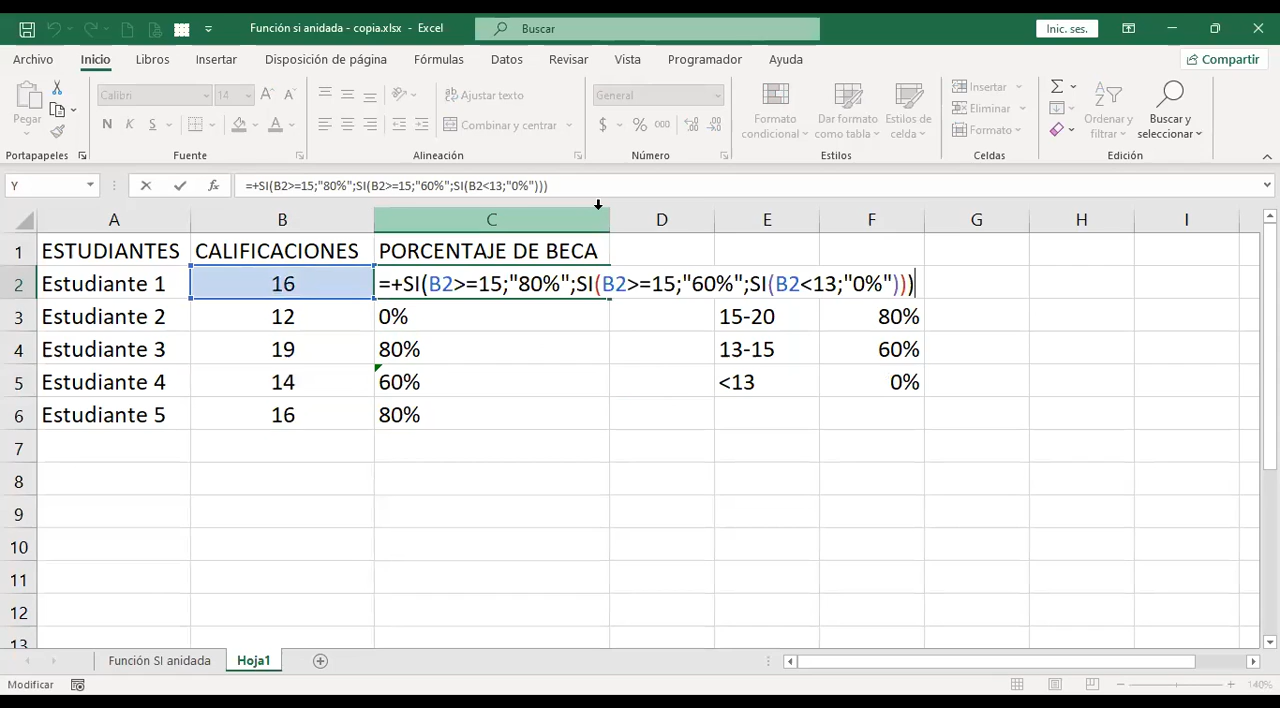 Función si anidada - copia.xlsx - Excel
Buscar
Inic. ses.
Archivo Inicio Libros Insertar Disposición de página Fórmulas Datos Revisar Vista Programador Ayuda Compartir
Pegar
Calibri 14
N K S
Ajustar texto
Combinar y centrar
General
$ % 000
Formato condicional
Dar formato como tabla
Estilos de celda
Insertar
Eliminar
Formato
Ordenar y filtrar
Buscar y seleccionar
Portapapeles Fuente Alineación Número Estilos Celdas Edición
Y fx =+SI(B2>=15;"80%";SI(B2>=15;"60%";SI(B2<13;"0%")))
A B C D E F G H I
1 ESTUDIANTES CALIFICACIONES PORCENTAJE DE BECA
2 Estudiante 1 16 =+SI(B2>=15;"80%";SI(B2>=15;"60%";SI(B2<13;"0%")))
3 Estudiante 2 12 0% 15-20 80%
4 Estudiante 3 19 80% 13-15 60%
5 Estudiante 4 14 60% <13 0%
6 Estudiante 5 16 80%
7
8
9
10
11
12
13
Función SI anidada Hoja1
Modificar 140%